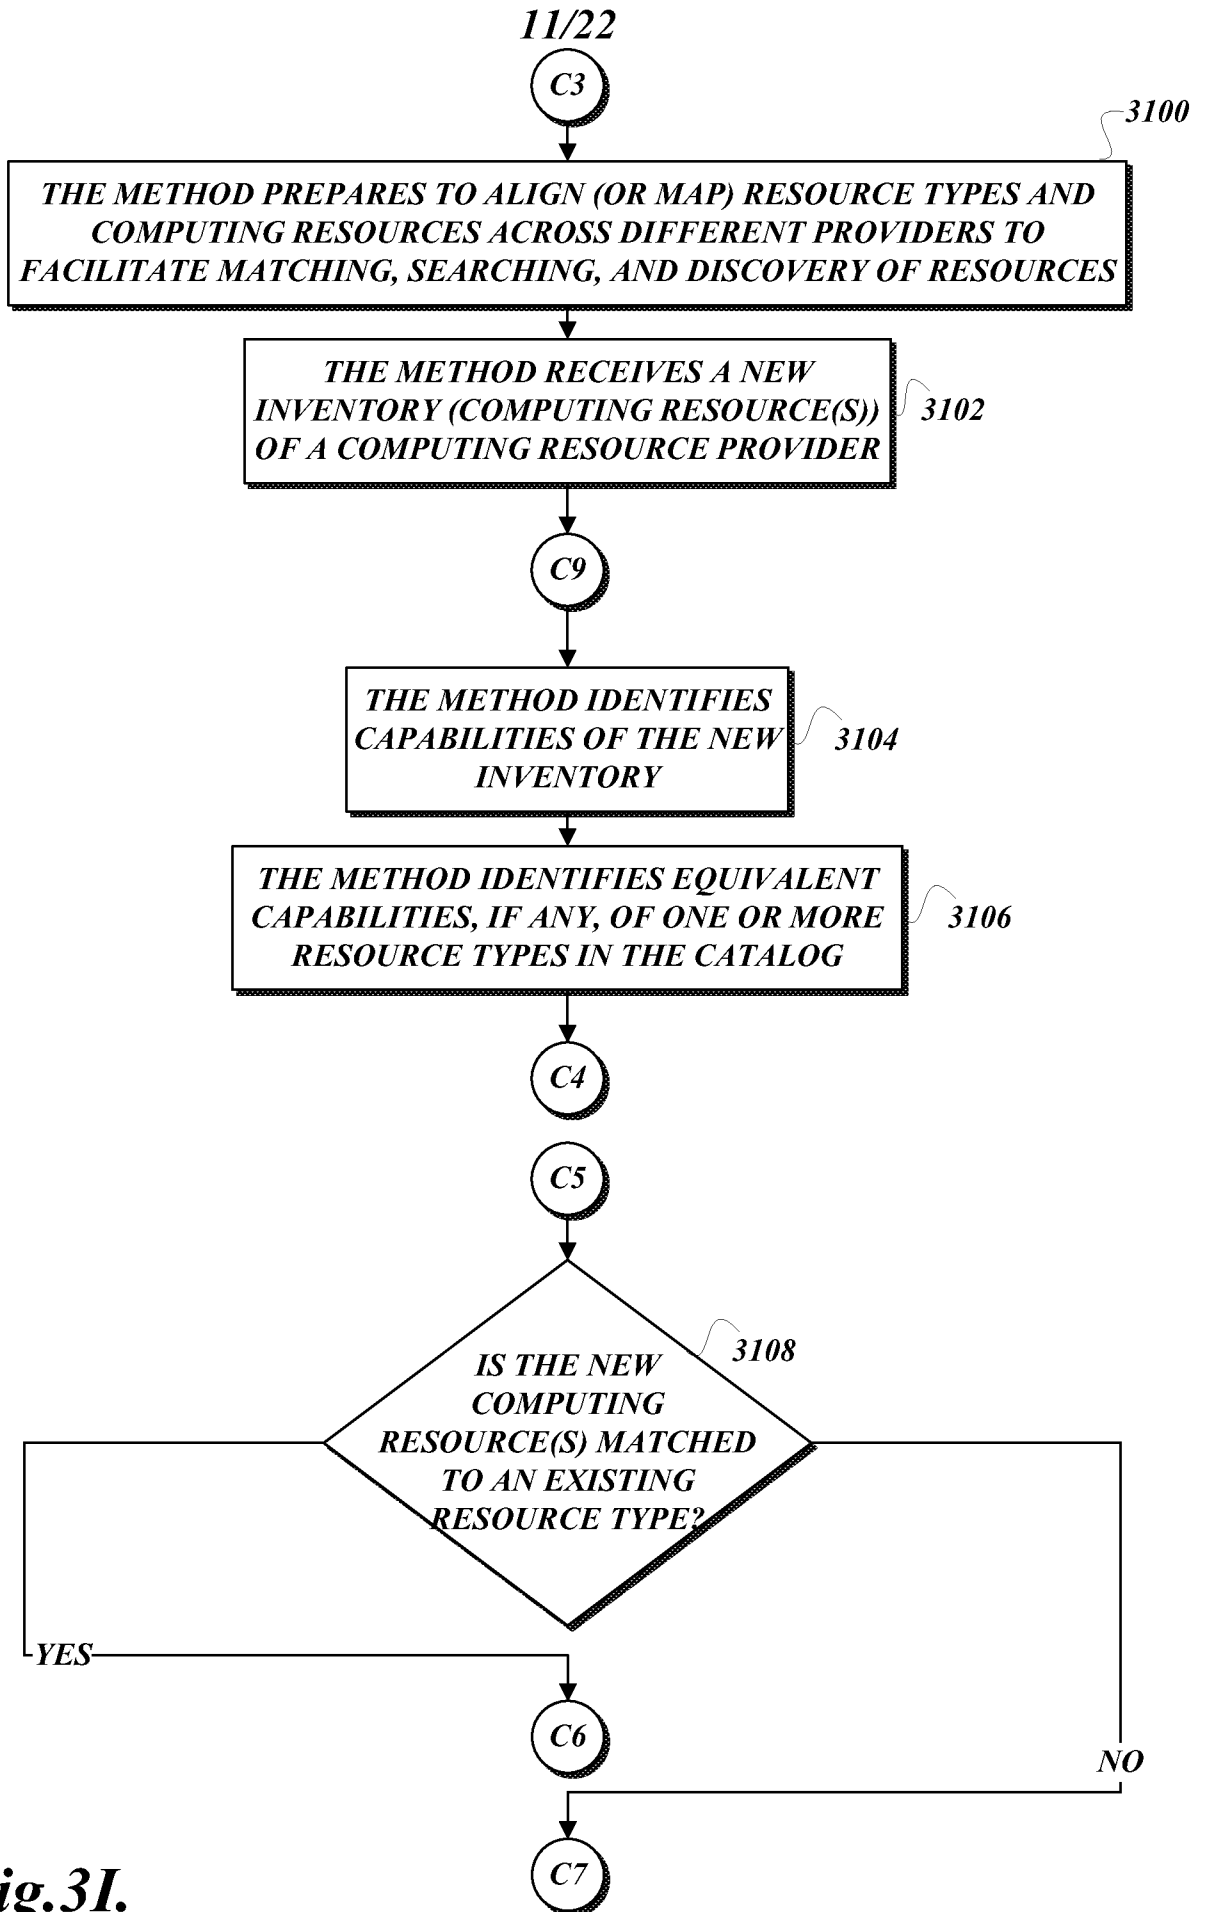 11/22
C3
3100
THE METHOD PREPARES TO ALIGN (OR MAP) RESOURCE TYPES AND
COMPUTING RESOURCES ACROSS DIFFERENT PROVIDERS TO
FACILITATE MATCHING, SEARCHING, AND DISCOVERY OF RESOURCES
THE METHOD RECEIVES A NEW
INVENTORY (COMPUTING RESOURCE(S))
OF A COMPUTING RESOURCE PROVIDER
3102
C9
THE METHOD IDENTIFIES
CAPABILITIES OF THE NEW
INVENTORY
3104
THE METHOD IDENTIFIES EQUIVALENT
CAPABILITIES, IF ANY, OF ONE OR MORE
RESOURCE TYPES IN THE CATALOG
3106
C4
C5
3108
IS THE NEW
COMPUTING
RESOURCE(S) MATCHED
TO AN EXISTING
RESOURCE TYPE?
YES
C6
NO
C7
ig.3I.